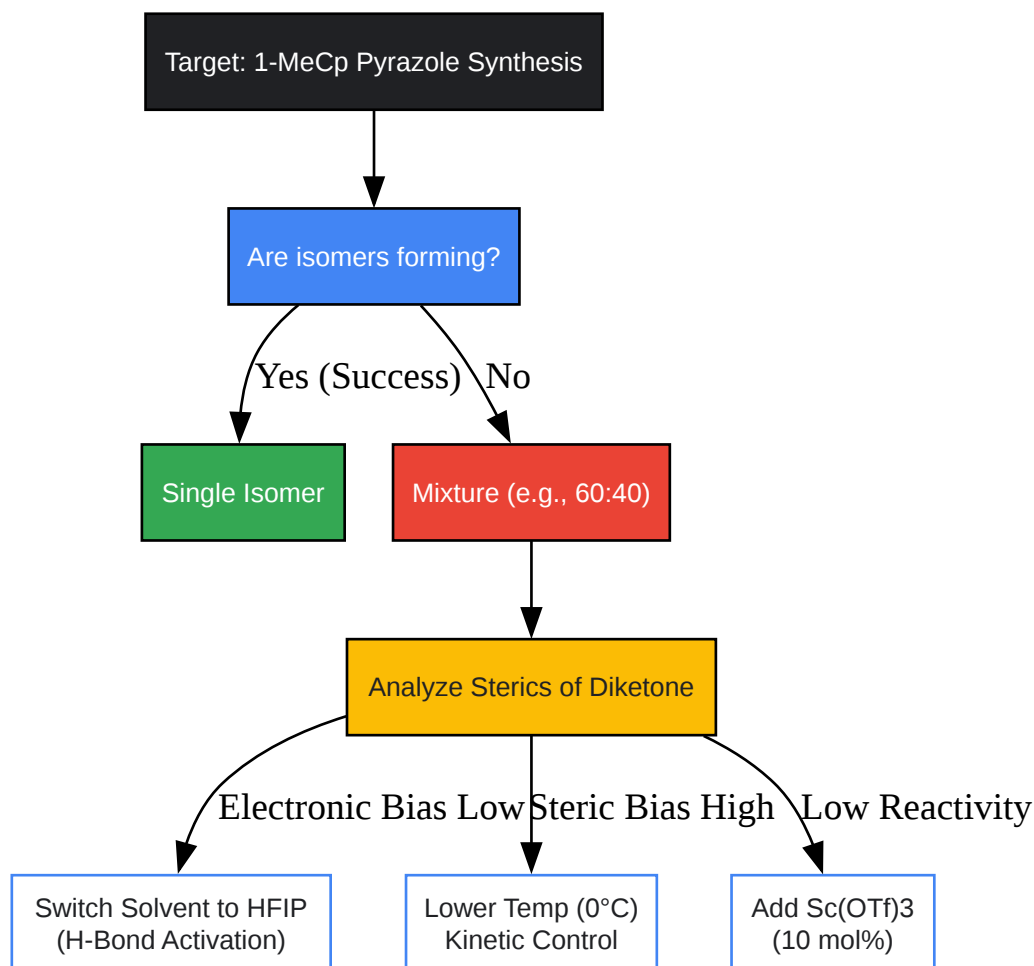 Target: 1-MeCp Pyrazole Synthesis
Are isomers forming?
Yes (Success)
No
Single Isomer
Mixture (e.g., 60:40)
Analyze Sterics of Diketone
Electronic Bias Low
Steric Bias High
Low Reactivity
Switch Solvent to HFIP
(H-Bond Activation)
Lower Temp (0°C)
Kinetic Control
Add Sc(OTf)3
(10 mol%)